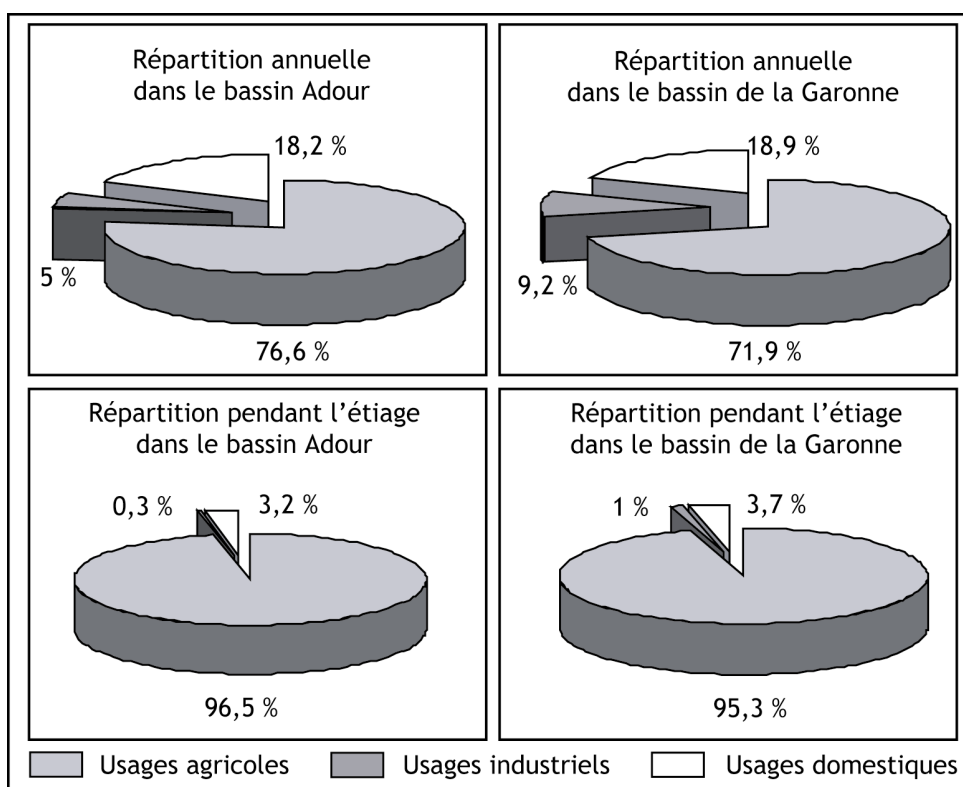 Répartition annuelle
dans le bassin Adour
18,2 %
5 %
76,6 %
Répartition annuelle
dans le bassin de la Garonne
18,9 %
9,2 %
71,9 %
Répartition pendant l'étiage
dans le bassin Adour
0,3 %
3,2 %
96,5 %
Répartition pendant l'étiage
dans le bassin de la Garonne
1 %
3,7 %
95,3 %
Usages agricoles
Usages industriels
Usages domestiques